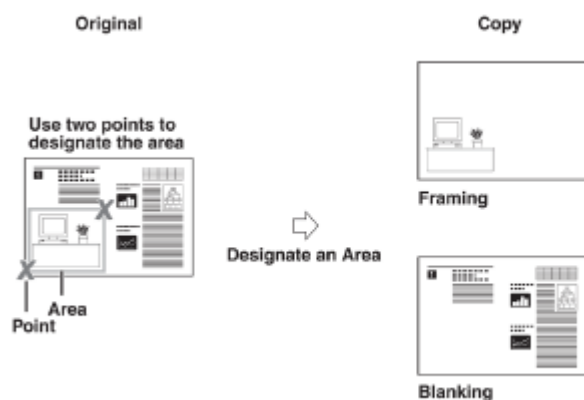 Original
Copy
Use two points to
designate the area
Framing
Designate an Area
Area
Point
Blanking